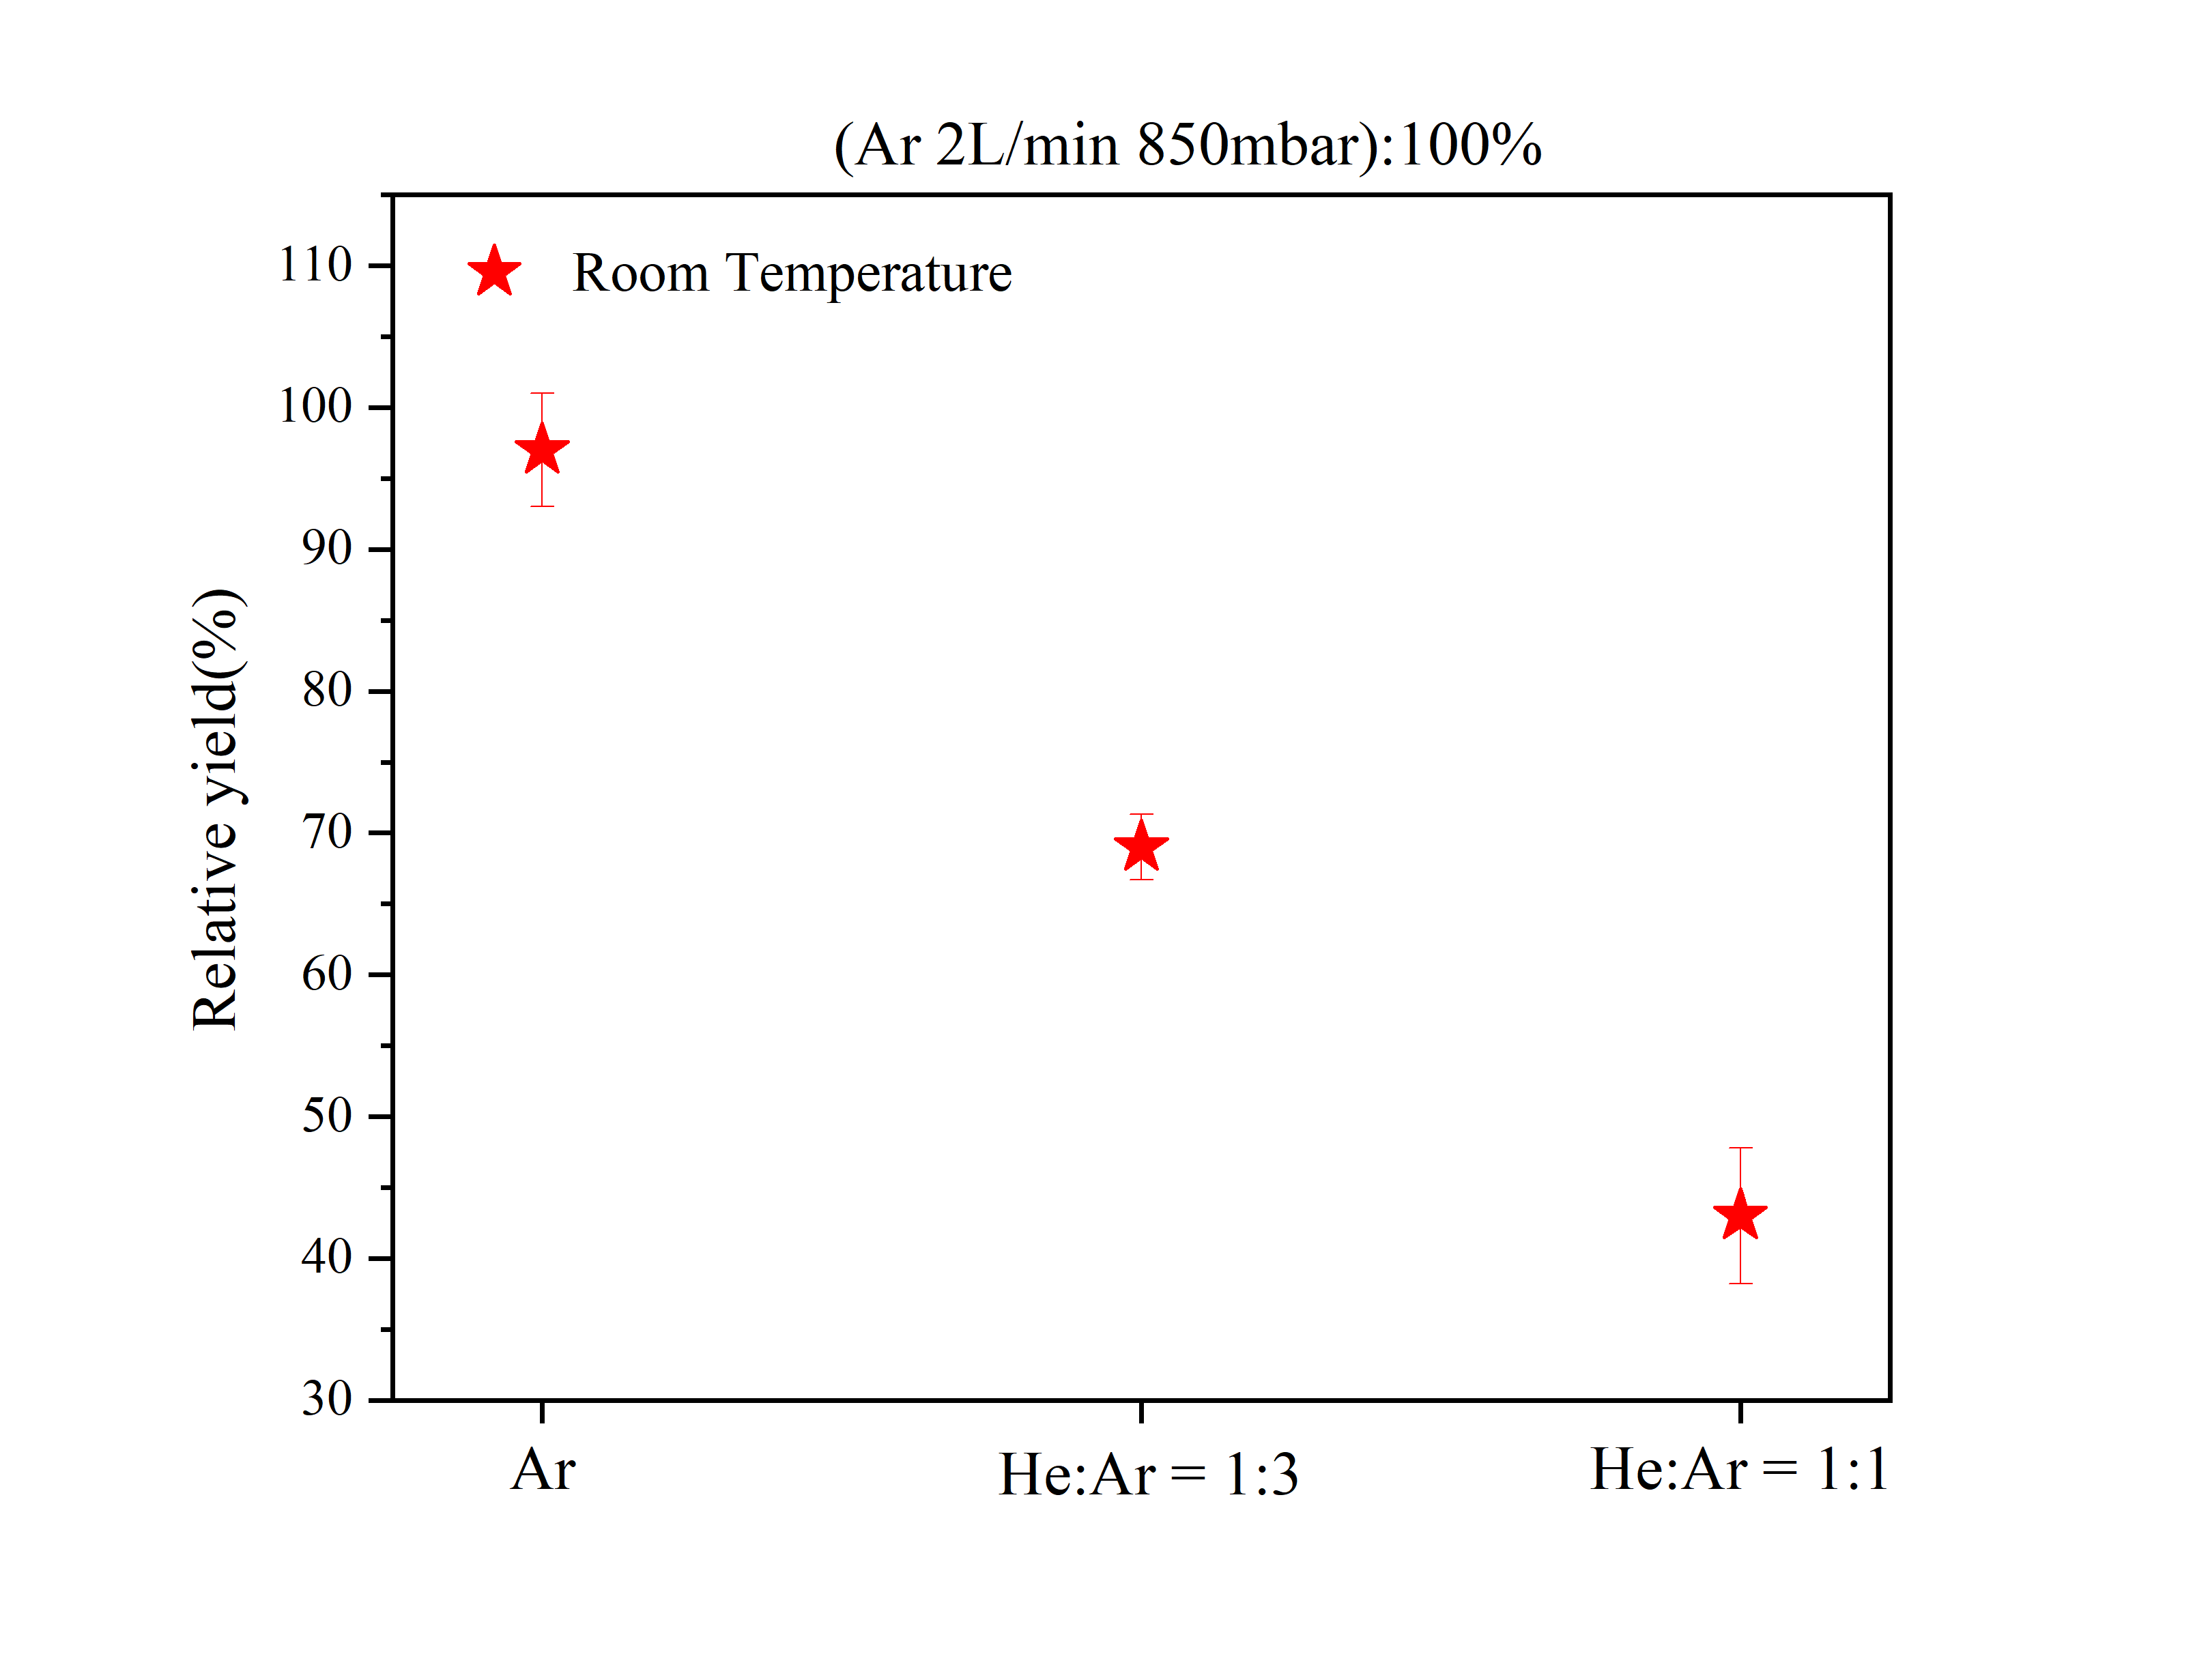 (Ar 2L/min 850mbar):100%
Room Temperature
110
100
90
80
70
60
50
40
30
Relative yield(%)
Ar
He:Ar = 1:3
He:Ar = 1:1